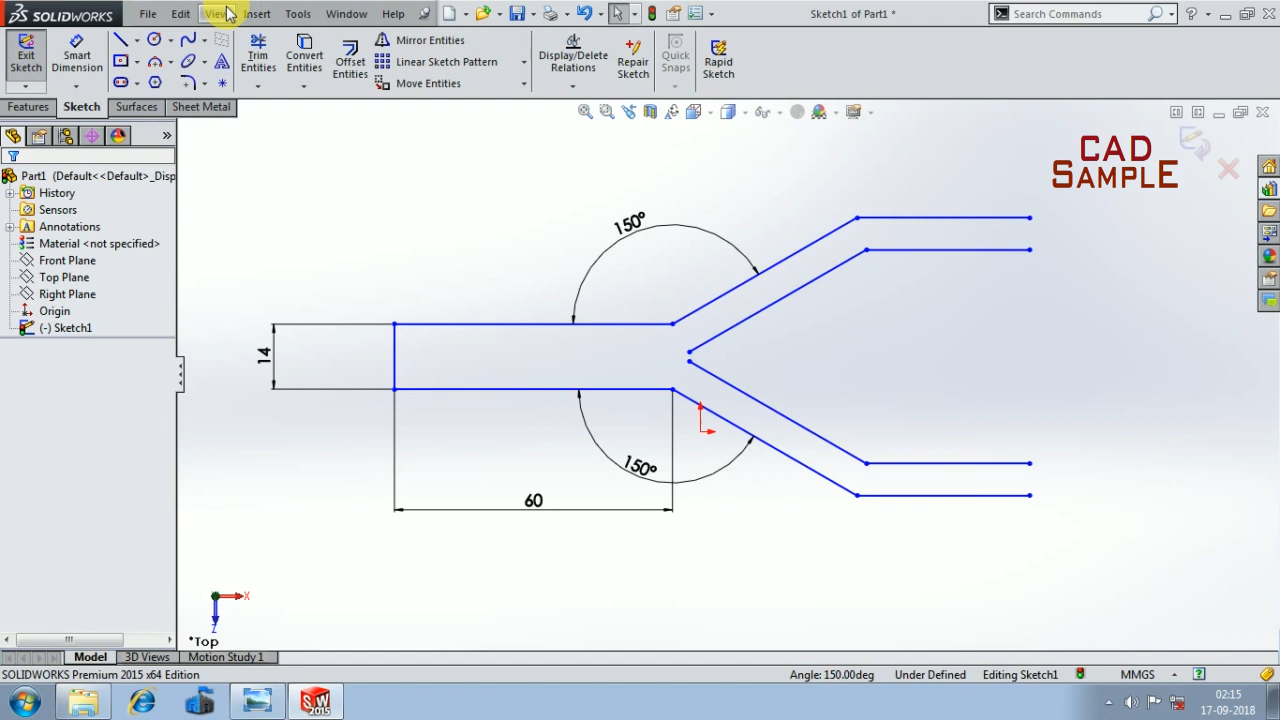 SOLIDWORKS
File Edit View Insert Tools Window Help
Sketch1 of Part1 *
Search Commands
Exit Sketch
Smart Dimension
Trim Entities
Convert Entities
Offset Entities
Mirror Entities
Linear Sketch Pattern
Move Entities
Display/Delete Relations
Repair Sketch
Quick Snaps
Rapid Sketch
Features Sketch Surfaces Sheet Metal
Part1 (Default<<Default>_Disp
History
Sensors
Annotations
Material <not specified>
Front Plane
Top Plane
Right Plane
Origin
(-) Sketch1
CAD
SAMPLE
150°
14
150°
60
X
Z
*Top
Model 3D Views Motion Study 1
SOLIDWORKS Premium 2015 x64 Edition
Angle: 150.00deg Under Defined Editing Sketch1 MMGS
02:15
17-09-2018
SW
2015